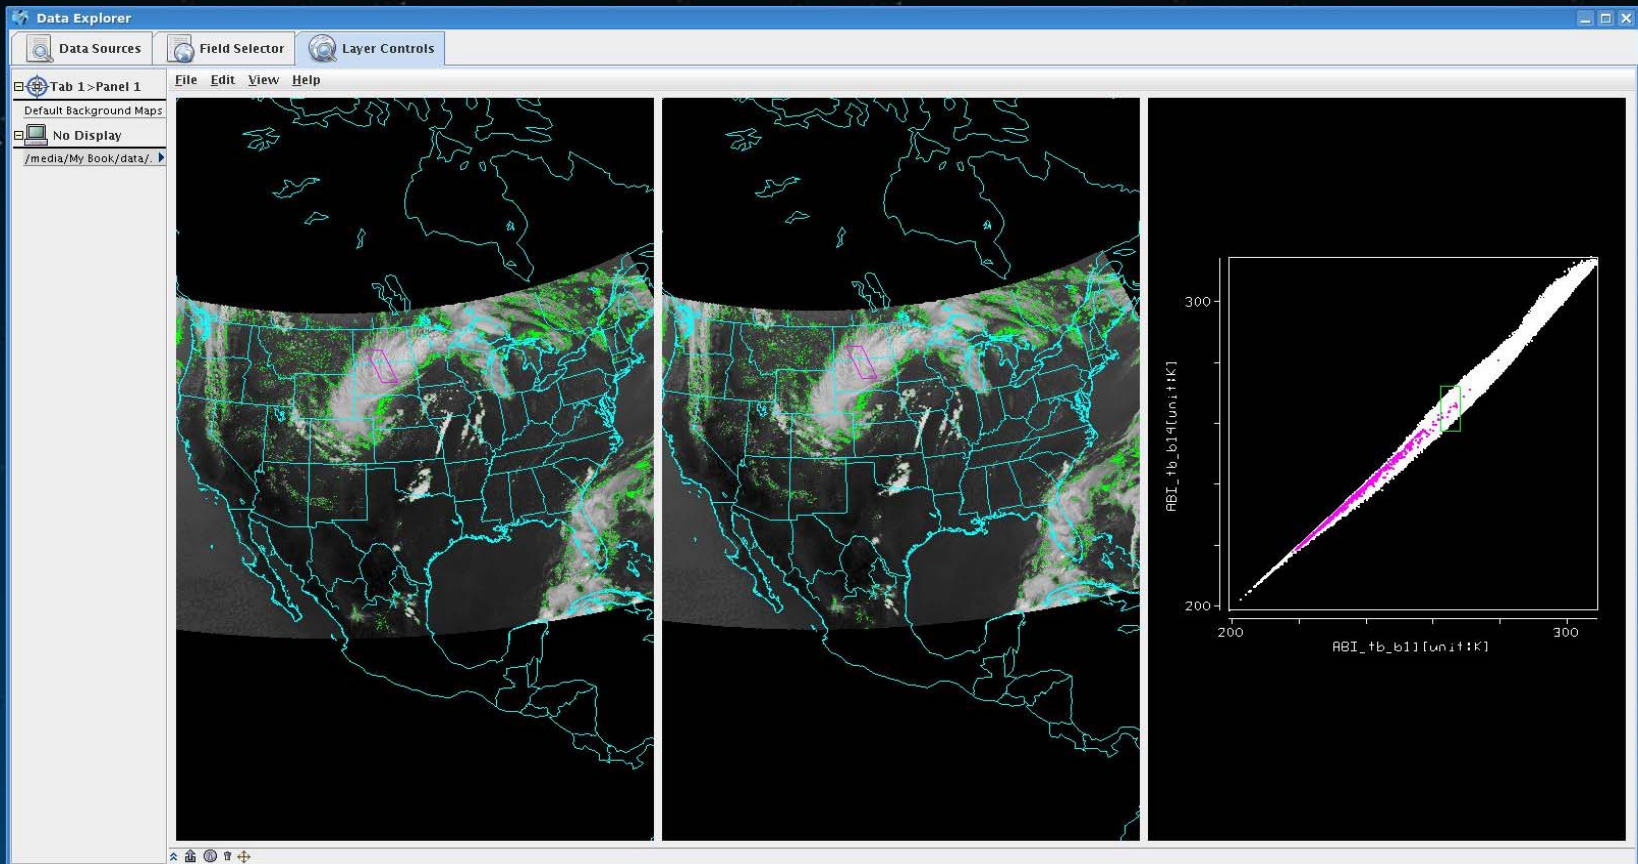 Data Explorer
Data Sources
Field Selector
Layer Controls
Tab 1>Panel 1
Default Background Maps
No Display
/media/My Book/data/.
File Edit View Help
300
ABI_tb_b14[unit:K]
200
200 300
ABI_tb_b11[unit:K]